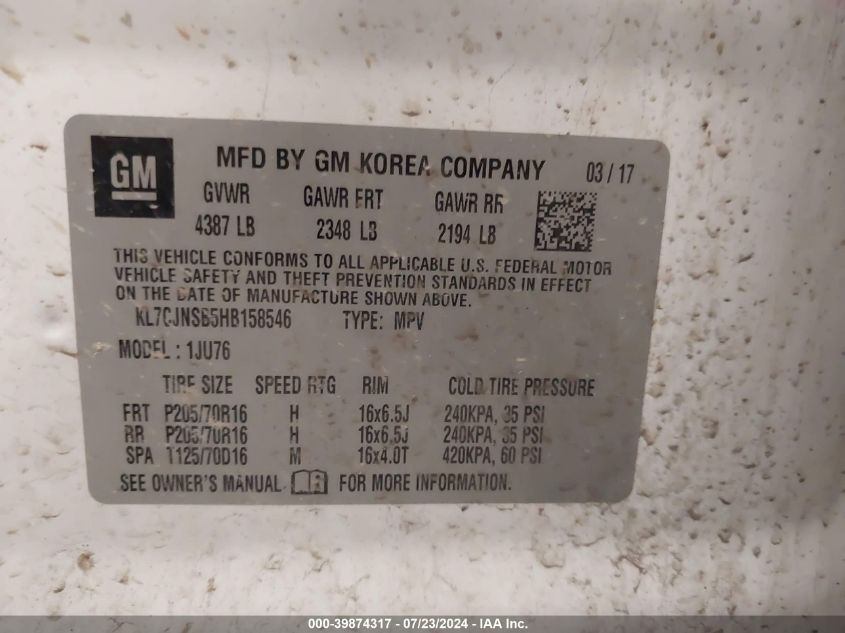 GM
MFD BY GM KOREA COMPANY 03/17
GVWR GAWR FRT GAWR RR
4387 LB 2348 LB 2194 LB
THIS VEHICLE CONFORMS TO ALL APPLICABLE U.S. FEDERAL MOTOR
VEHICLE SAFETY AND THEFT PREVENTION STANDARDS IN EFFECT
ON THE DATE OF MANUFACTURE SHOWN ABOVE.
KL7CJNSB5HB158546 TYPE: MPV
MODEL: 1JU76
TIRE SIZE SPEED RTG RIM COLD TIRE PRESSURE
FRT P205/70R16 H 16x6.5J 240KPA, 35 PSI
RR P205/70R16 H 16x6.5J 240KPA, 35 PSI
SPA T125/70D16 M 16x4.0T 420KPA, 60 PSI
SEE OWNER'S MANUAL FOR MORE INFORMATION.
000-39874317 - 07/23/2024 - IAA Inc.